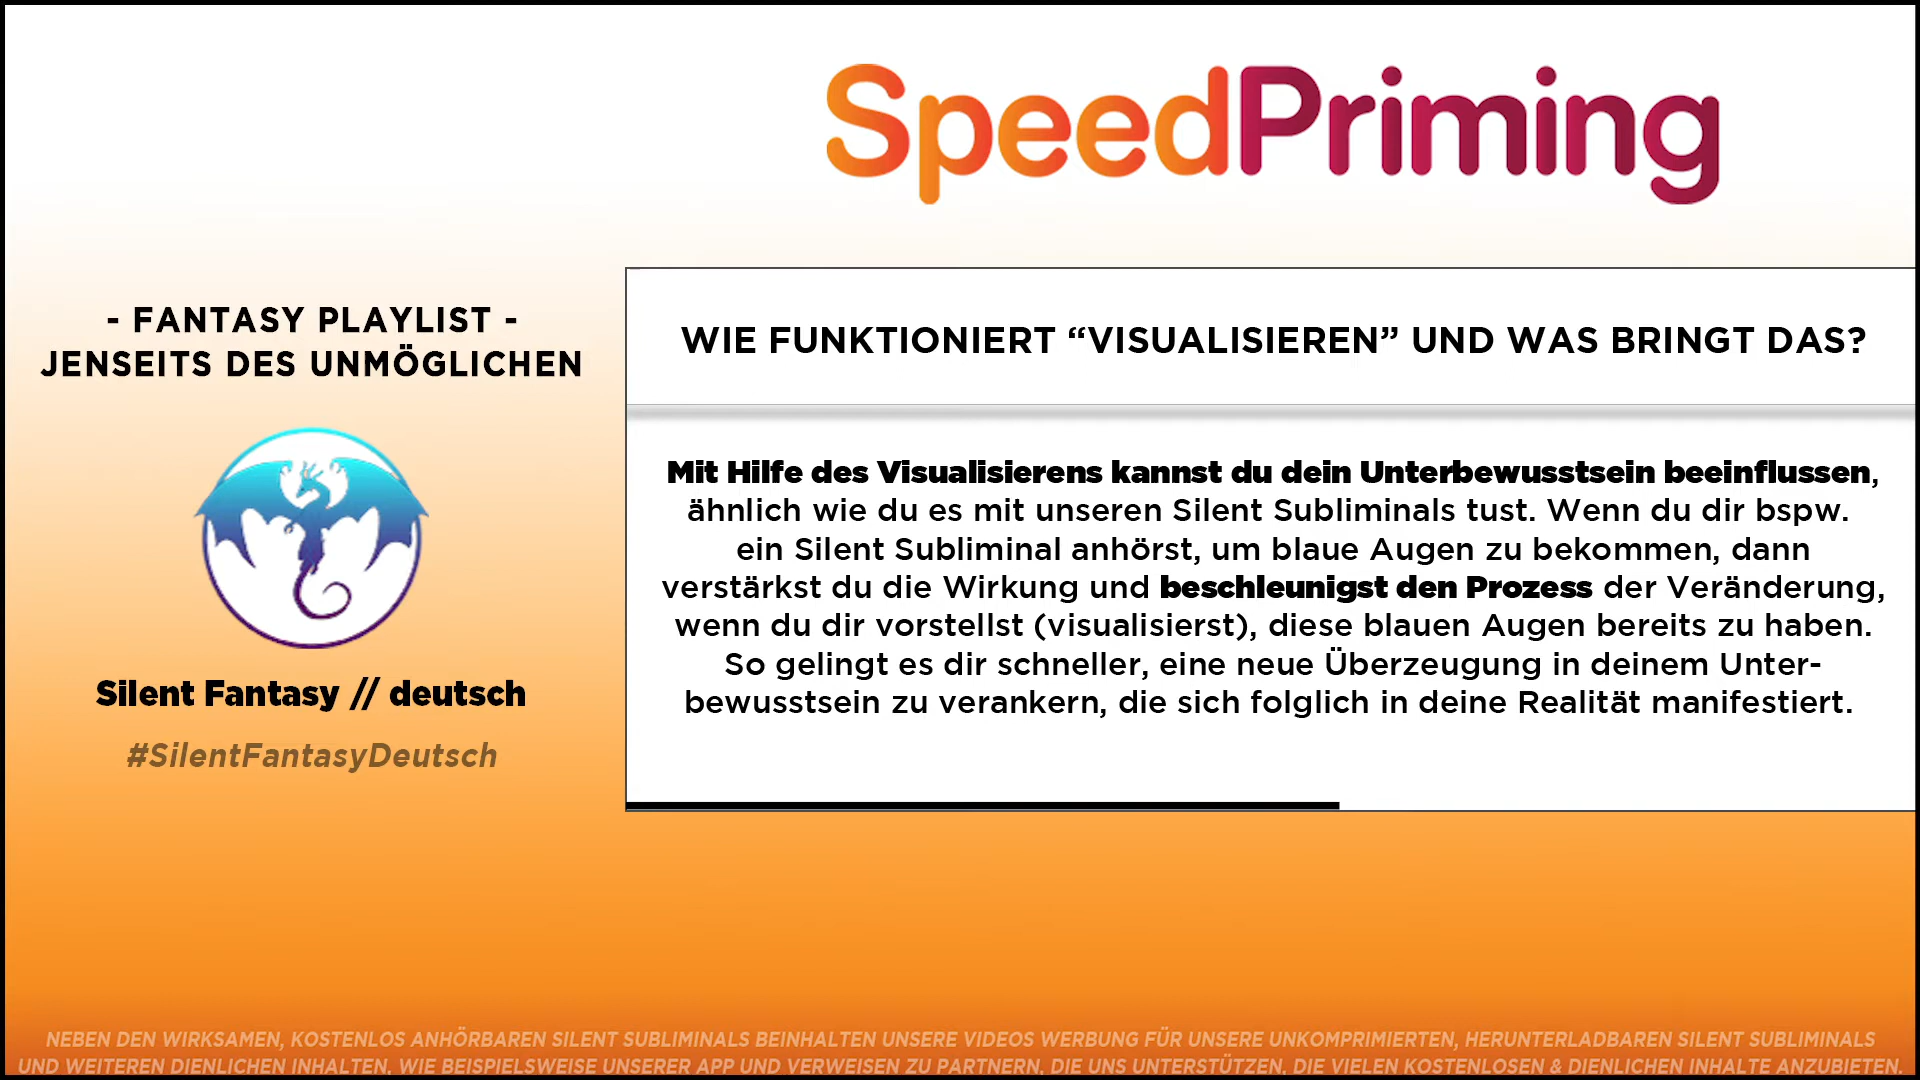 SpeedPriming
- FANTASY PLAYLIST -
JENSEITS DES UNMÖGLICHEN
Silent Fantasy // deutsch
#SilentFantasyDeutsch
WIE FUNKTIONIERT “VISUALISIEREN” UND WAS BRINGT DAS?
Mit Hilfe des Visualisierens kannst du dein Unterbewusstsein beeinflussen,
ähnlich wie du es mit unseren Silent Subliminals tust. Wenn du dir bspw.
ein Silent Subliminal anhörst, um blaue Augen zu bekommen, dann
verstärkst du die Wirkung und beschleunigst den Prozess der Veränderung,
wenn du dir vorstellst (visualisierst), diese blauen Augen bereits zu haben.
So gelingt es dir schneller, eine neue Überzeugung in deinem Unter-
bewusstsein zu verankern, die sich folglich in deine Realität manifestiert.
NEBEN DEN WIRKSAMEN, KOSTENLOS ANHÖRBAREN SILENT SUBLIMINALS BEINHALTEN UNSERE VIDEOS WERBUNG FÜR UNSERE UNKOMPRIMIERTEN, HERUNTERLADBAREN SILENT SUBLIMINALS
UND WEITEREN DIENLICHEN INHALTEN, WIE BEISPIELSWEISE UNSERER APP UND VERWEISEN ZU PARTNERN, DIE UNS UNTERSTÜTZEN, DIE VIELEN KOSTENLOSEN & DIENLICHEN INHALTE ANZUBIETEN.